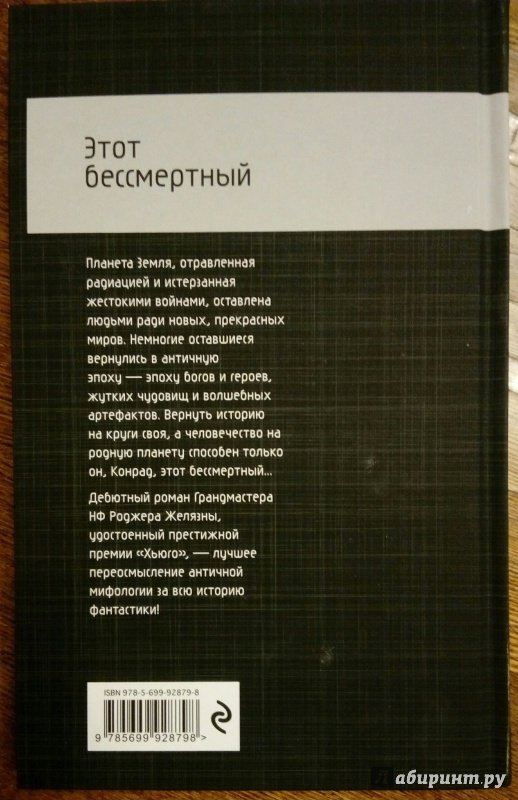 Этот
бессмертный
Планета Земля, отравленная
радиацией и истерзанная
жестокими войнами, оставлена
людьми ради новых, прекрасных
миров. Немногие оставшиеся
вернулись в античную
эпоху — эпоху богов и героев,
жутких чудовищ и волшебных
артефактов. Вернуть историю
на круги своя, а человечество на
родную планету способен только
он, Конрад, этот бессмертный...
Дебютный роман Грандмастера
НФ Роджера Желязны,
удостоенный престижной
премии «Хьюго», — лучшее
переосмысление античной
мифологии за всю историю
фантастики!
ISBN 978-5-699-92879-8
9 785699 928798 >
Лабиринт.ру